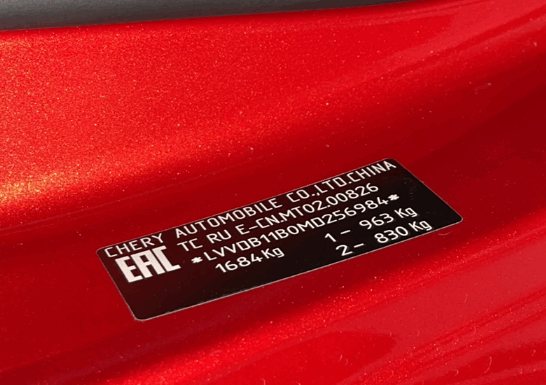 CHERY AUTOMOBILE CO.,LTD.CHINA
EAC TC RU E-CN.MT02.00826
*LVVDB11B0MD256984*
1684Kg 1- 963 Kg
2- 830 Kg